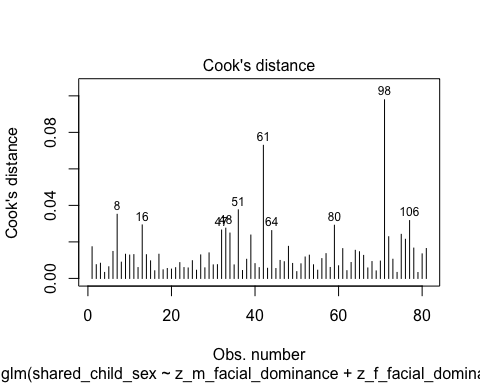 Cook's distance
Cook's distance
0.00 0.04 0.08
8
16
47
48
51
61
64
80
98
106
0 20 40 60 80
Obs. number
glm(shared_child_sex ~ z_m_facial_dominance + z_f_facial_domina